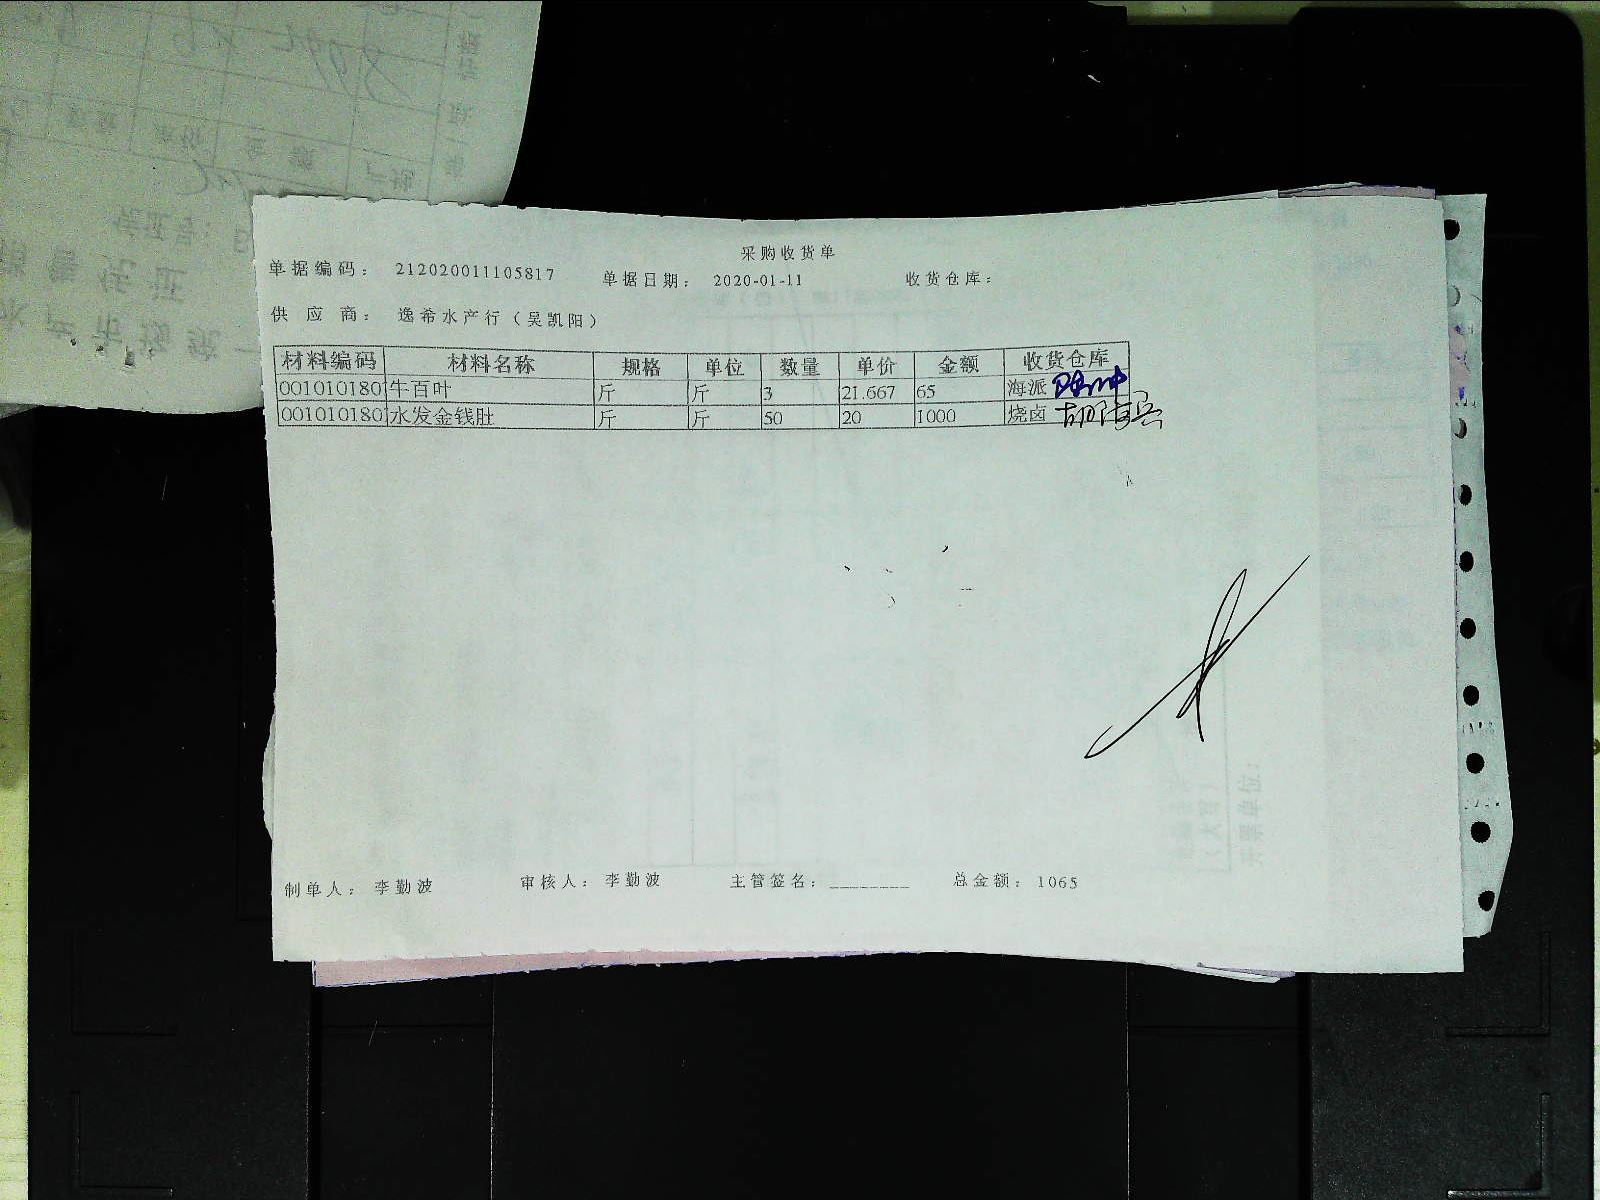 采购收货单
单据编码： 212020011105817 单据日期： 2020-01-11 收货仓库：
供 应 商： 逸希水产行（吴凯阳）
材料编码 材料名称 规格 单位 数量 单价 金额 收货仓库
001010180 牛百叶 斤 斤 3 21.667 65 海派
001010180 水发金钱肚 斤 斤 50 20 1000 烧卤
制单人： 李勤波 审核人： 李勤波 主管签名：________ 总金额： 1065